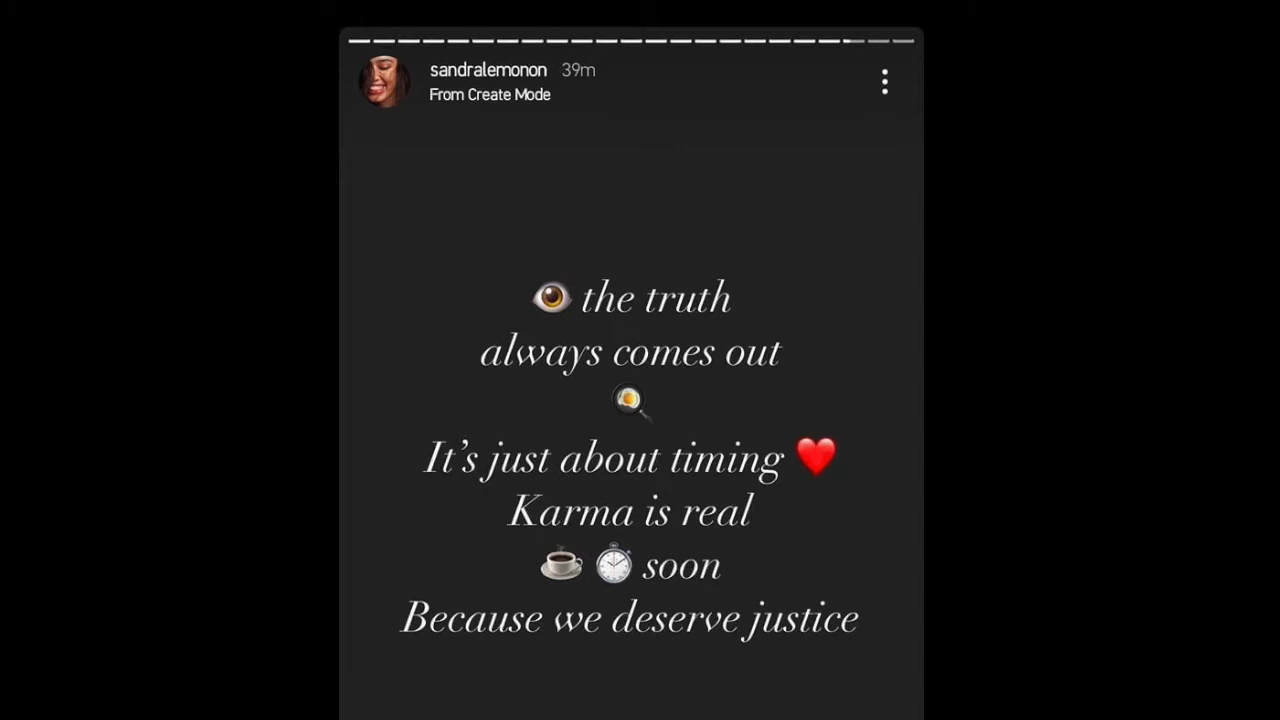 sandralemonon 39m
From Create Mode
👁️ the truth
always comes out
🍳
It's just about timing ❤️
Karma is real
☕ ⏱️ soon
Because we deserve justice